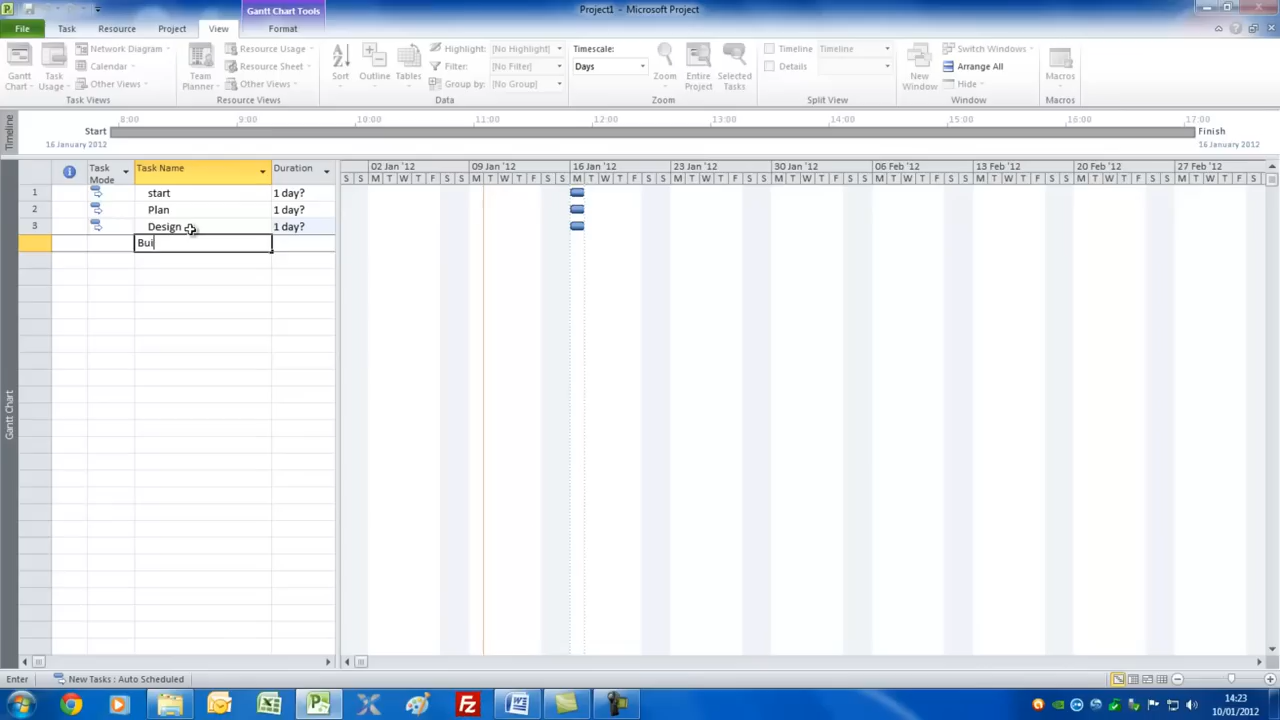 Gantt Chart Tools
Project1 - Microsoft Project
File Task Resource Project View Format
Gantt Chart
Task Usage
Network Diagram
Calendar
Other Views
Task Views
Team Planner
Resource Usage
Resource Sheet
Other Views
Resource Views
Sort
Outline
Tables
Highlight: [No Highlight]
Filter: [No Filter]
Group by: [No Group]
Data
Timescale:
Days
Zoom
Entire Project
Selected Tasks
Zoom
Timeline Timeline
Details
Split View
New Window
Switch Windows
Arrange All
Hide
Window
Macros
Macros
Timeline
8:00 9:00 10:00 11:00 12:00 13:00 14:00 15:00 16:00 17:00
Start
16 January 2012
Finish
16 January 2012
Task Mode Task Name Duration
02 Jan '12 09 Jan '12 16 Jan '12 23 Jan '12 30 Jan '12 06 Feb '12 13 Feb '12 20 Feb '12 27 Feb '12
S S M T W T F S S M T W T F S S M T W T F S S M T W T F S S M T W T F S S M T W T F S S M T W T F S S M T W T F S S M T W T F S
1 start 1 day?
2 Plan 1 day?
3 Design 1 day?
Bui
Gantt Chart
Enter New Tasks : Auto Scheduled
14:23
10/01/2012